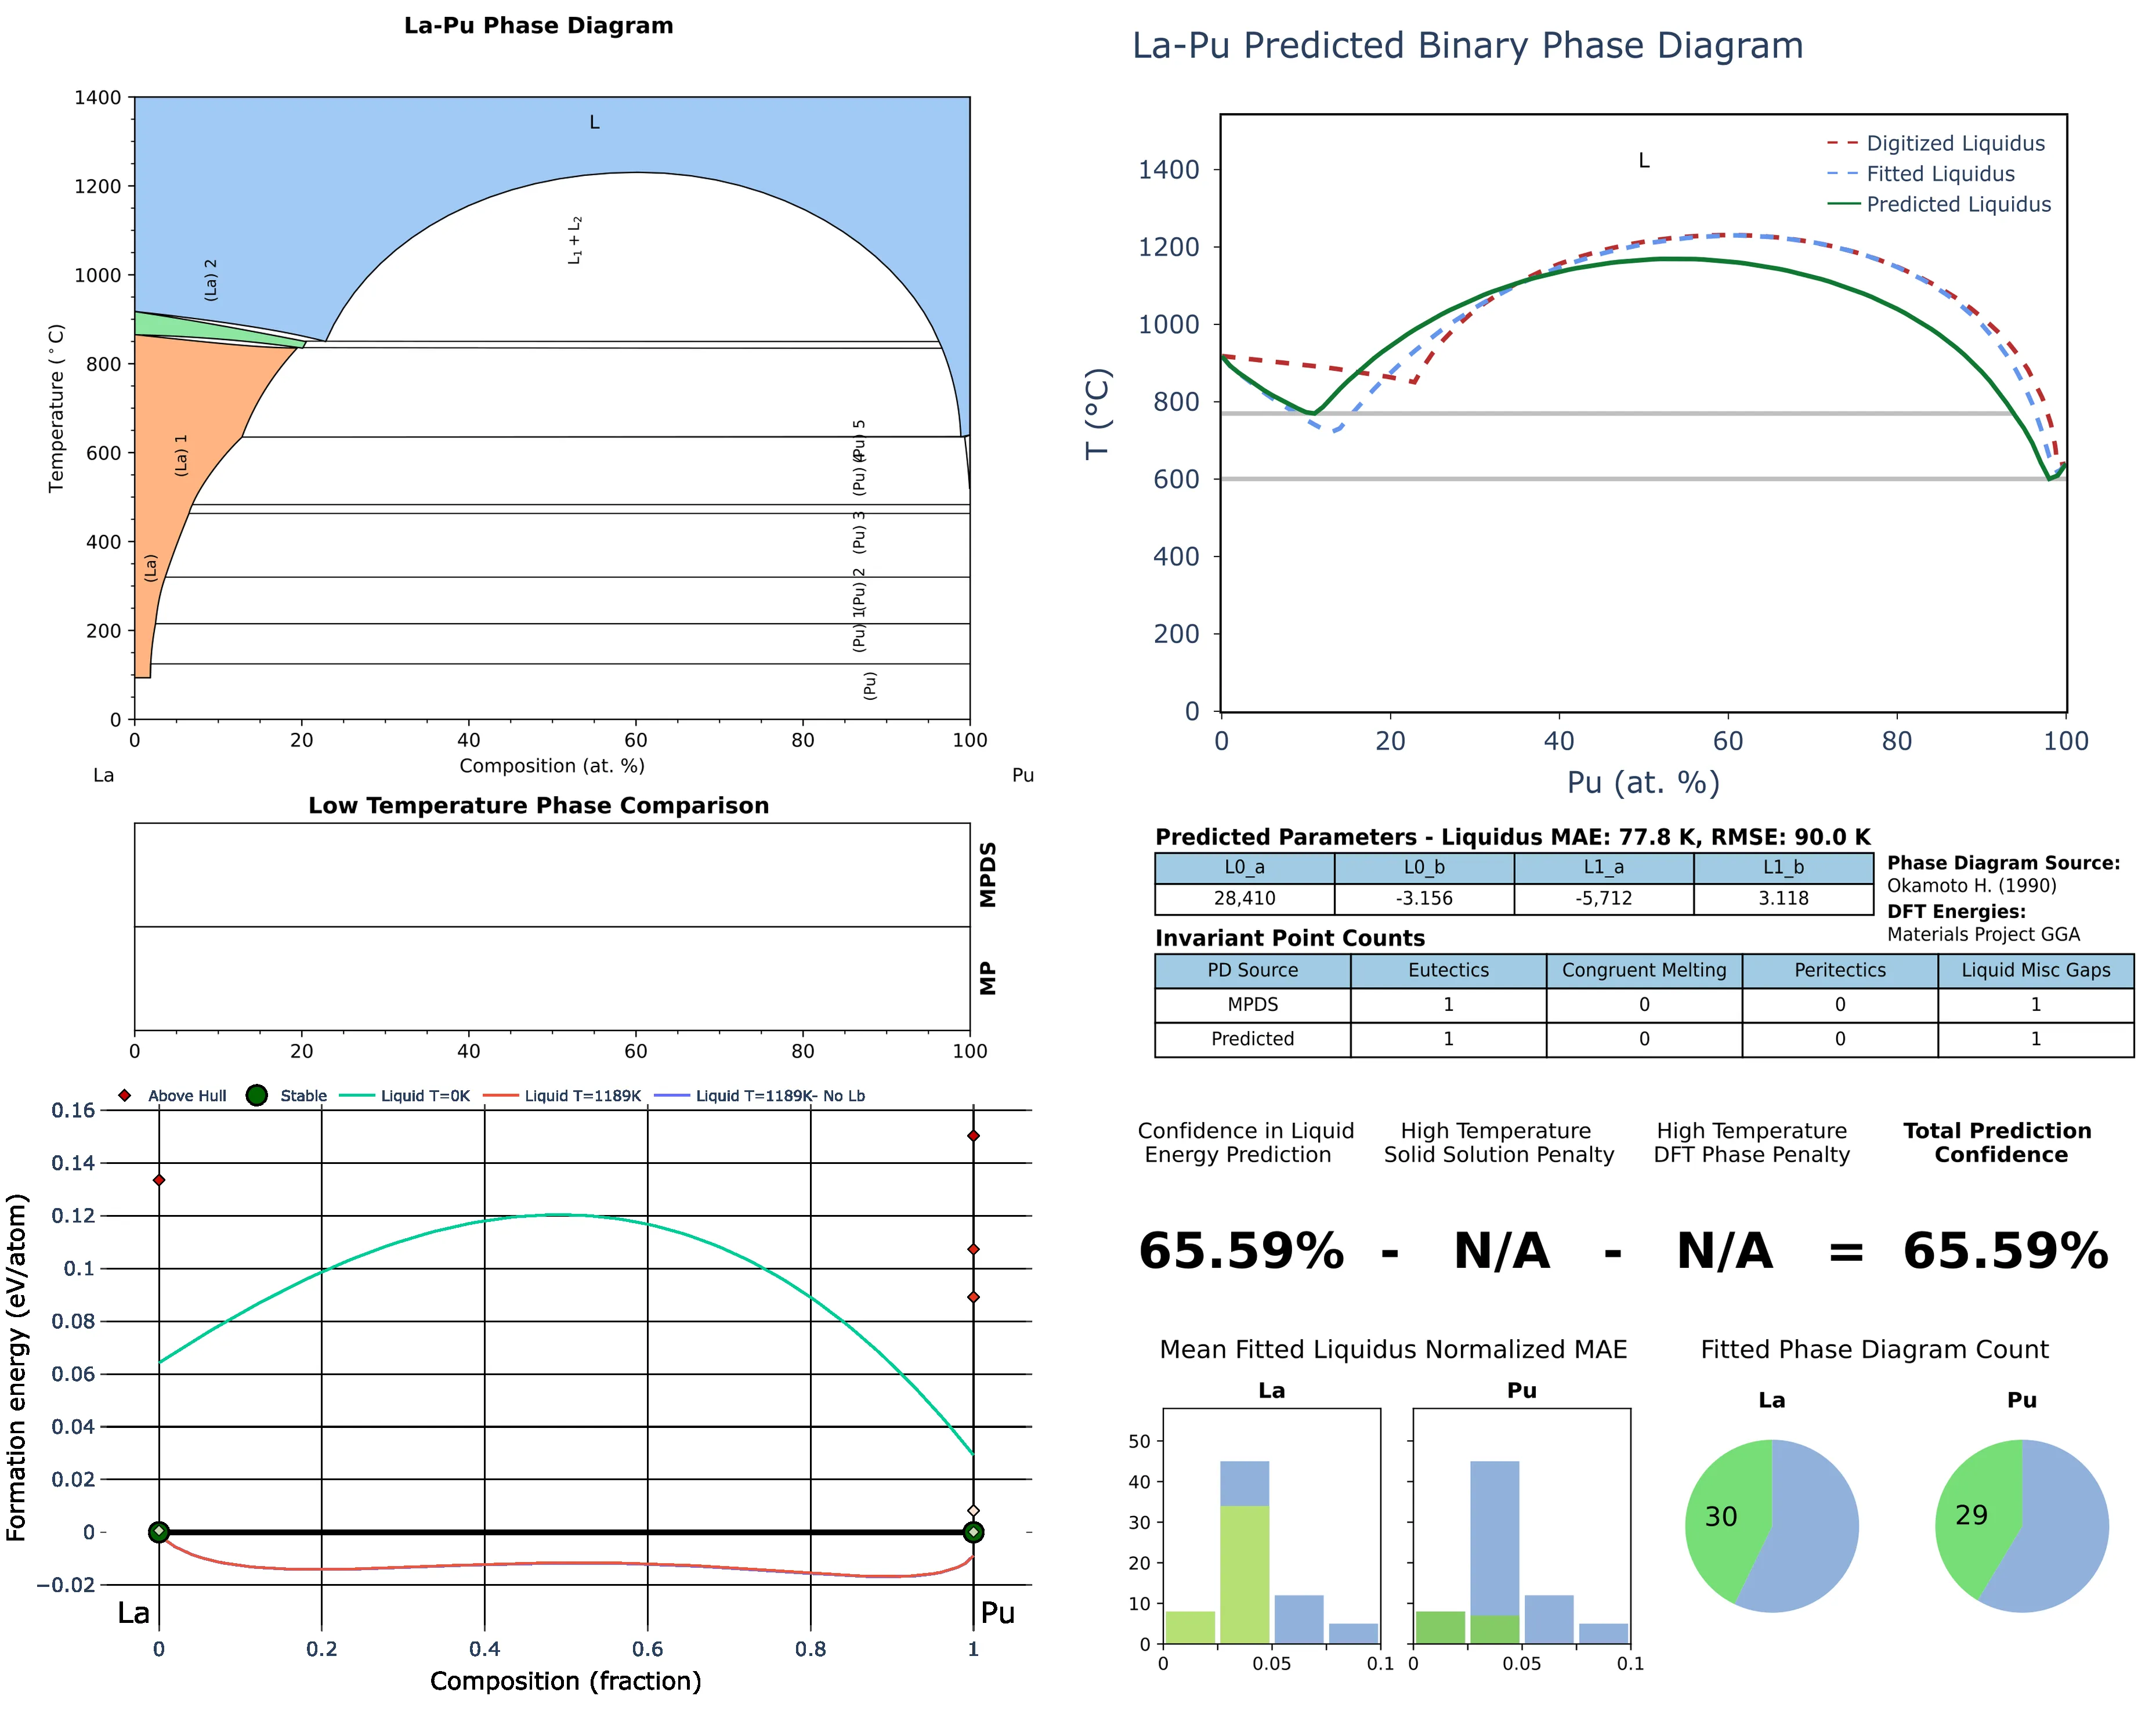 La-Pu Phase Diagram
1400
1200
1000
800
600
400
200
0
Temperature (°C)
L
L1 + L2
(La) 2
(La) 1
(La)
(Pu) 5
(Pu) 4
(Pu) 3
(Pu) 2
(Pu) 1
(Pu)
0 20 40 60 80 100
Composition (at. %)
La Pu
Low Temperature Phase Comparison
MPDS
MP
0 20 40 60 80 100
Above Hull Stable Liquid T=0K Liquid T=1189K Liquid T=1189K- No Lb
0.16
0.14
0.12
0.1
0.08
0.06
0.04
0.02
0
−0.02
Formation energy (eV/atom)
La Pu
0 0.2 0.4 0.6 0.8 1
Composition (fraction)
La-Pu Predicted Binary Phase Diagram
L
Digitized Liquidus
Fitted Liquidus
Predicted Liquidus
1400
1200
1000
800
600
400
200
0
T (°C)
0 20 40 60 80 100
Pu (at. %)
Predicted Parameters - Liquidus MAE: 77.8 K, RMSE: 90.0 K
L0_a L0_b L1_a L1_b
28,410 -3.156 -5,712 3.118
Phase Diagram Source:
Okamoto H. (1990)
DFT Energies:
Materials Project GGA
Invariant Point Counts
PD Source Eutectics Congruent Melting Peritectics Liquid Misc Gaps
MPDS 1 0 0 1
Predicted 1 0 0 1
Confidence in Liquid
Energy Prediction
High Temperature
Solid Solution Penalty
High Temperature
DFT Phase Penalty
Total Prediction
Confidence
65.59% - N/A - N/A = 65.59%
Mean Fitted Liquidus Normalized MAE
La Pu
50
40
30
20
10
0
0 0.05 0.1 0 0.05 0.1
Fitted Phase Diagram Count
La Pu
30 29